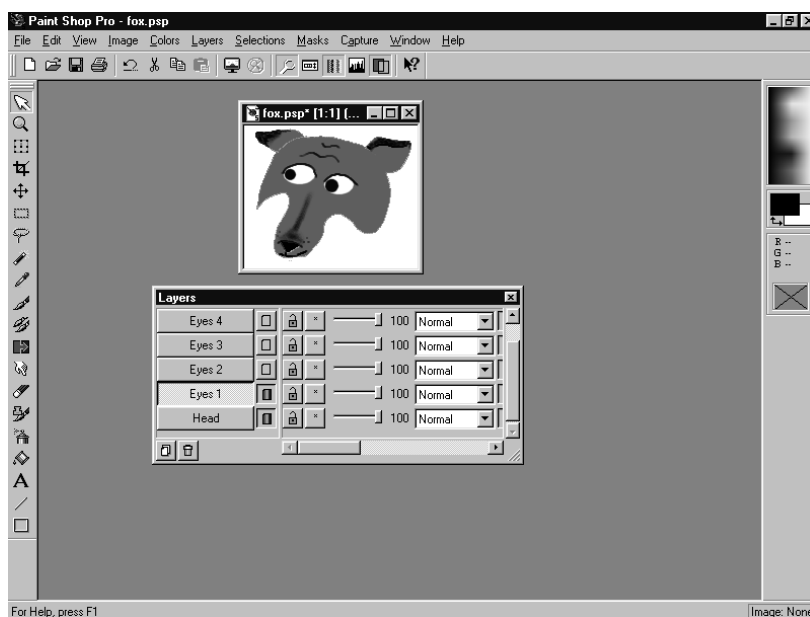 Paint Shop Pro - fox.psp
File Edit View Image Colors Layers Selections Masks Capture Window Help
fox.psp* [1:1] (...
R --
G --
B --
Layers
Eyes 4 100 Normal
Eyes 3 100 Normal
Eyes 2 100 Normal
Eyes 1 100 Normal
Head 100 Normal
A
For Help, press F1
Image: None